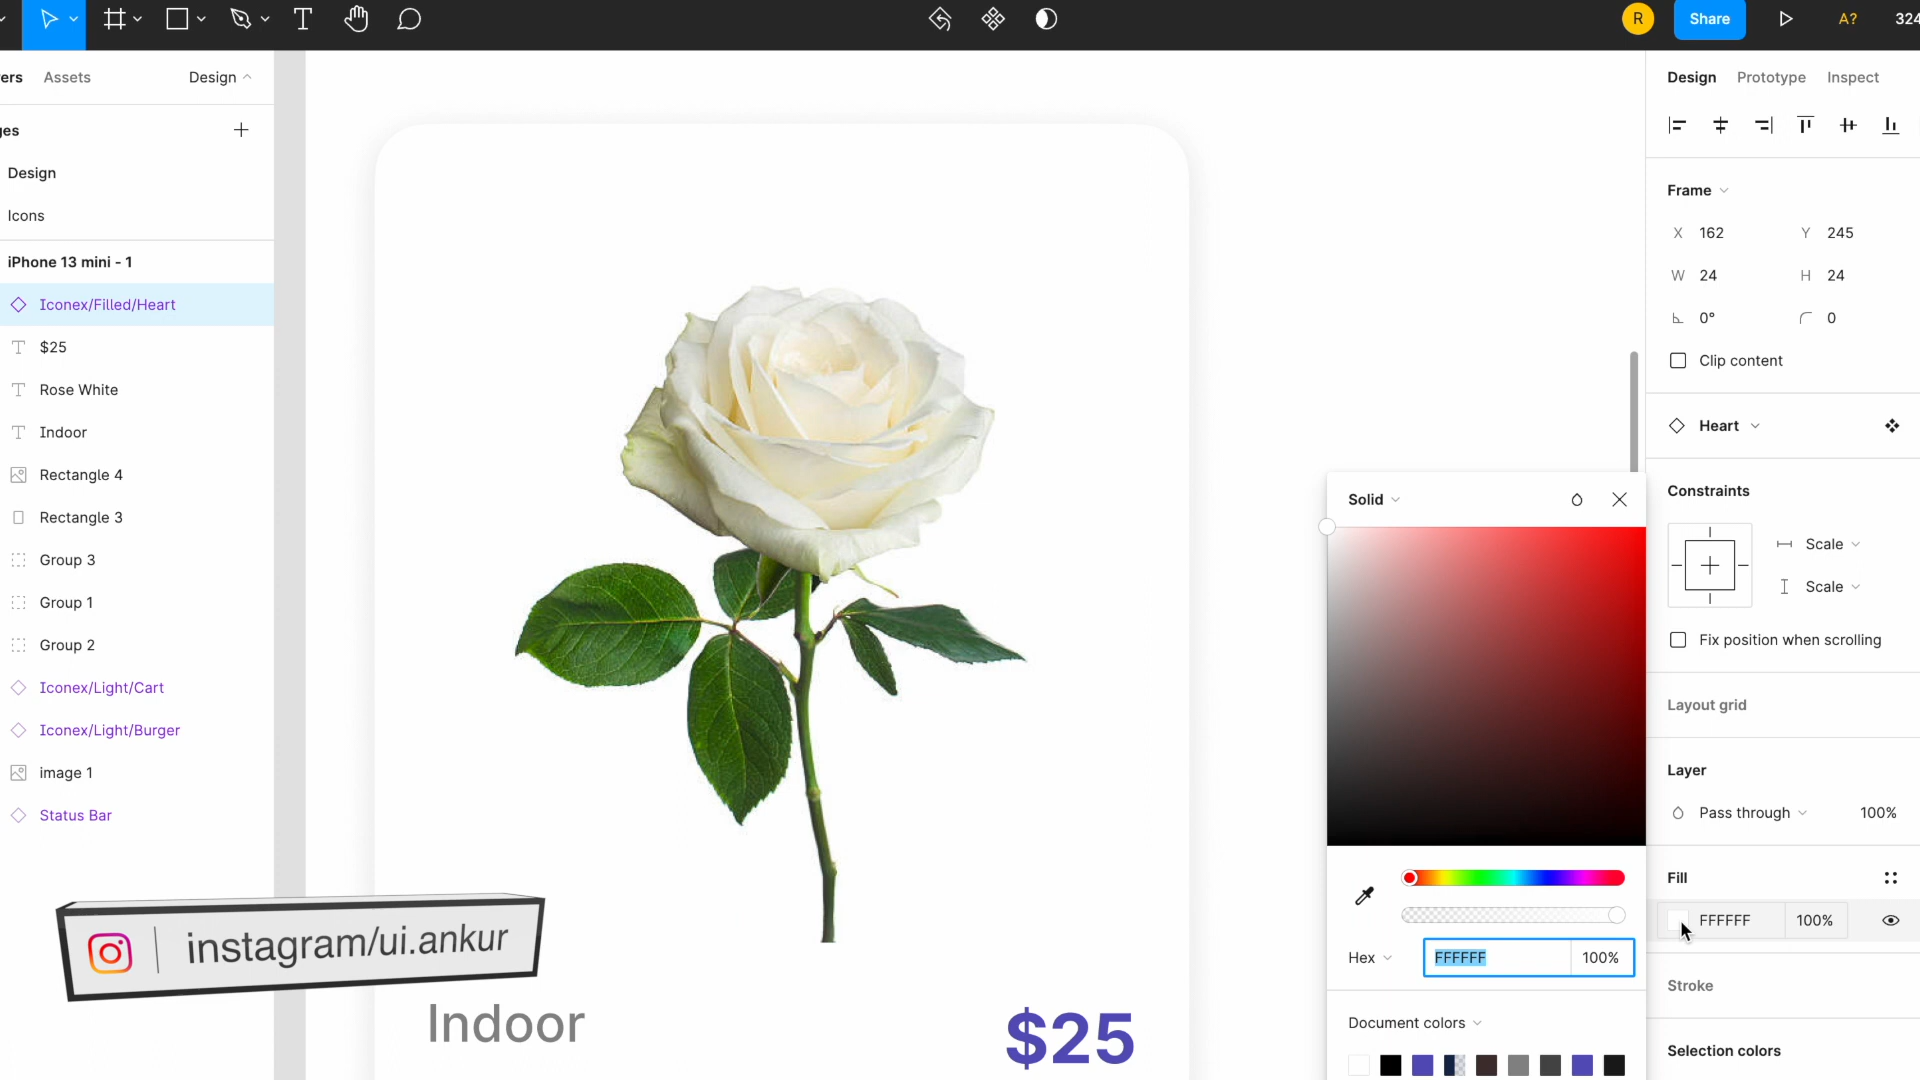 R
Share
A?
324
ers
Assets
Design
Design
Prototype
Inspect
ges
Design
Icons
iPhone 13 mini - 1
Iconex/Filled/Heart
$25
Rose White
Indoor
Rectangle 4
Rectangle 3
Group 3
Group 1
Group 2
Iconex/Light/Cart
Iconex/Light/Burger
image 1
Status Bar
instagram/ui.ankur
Indoor
$25
Solid
Hex
FFFFFF
100%
Document colors
Frame
X 162
Y 245
W 24
H 24
0°
0
Clip content
Heart
Constraints
Scale
Scale
Fix position when scrolling
Layout grid
Layer
Pass through
100%
Fill
FFFFFF
100%
Stroke
Selection colors